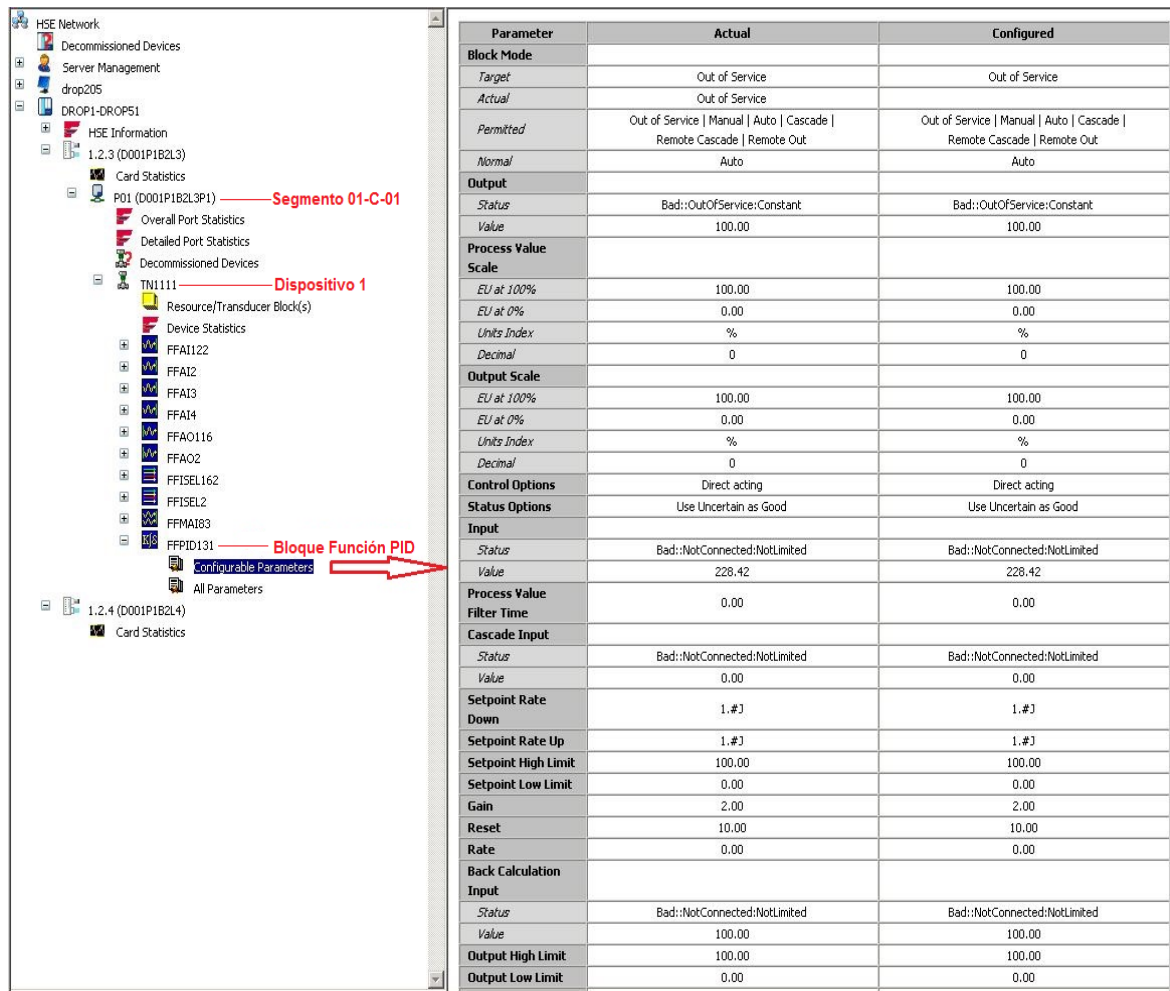 HSE Network
Decommissioned Devices
Server Management
drop205
DROP1-DROP51
HSE Information
1.2.3 (D001P1B2L3)
Card Statistics
P01 (D001P1B2L3P1) Segmento 01-C-01
Overall Port Statistics
Detailed Port Statistics
Decommissioned Devices
TN1111 Dispositivo 1
Resource/Transducer Block(s)
Device Statistics
FFAI122
FFAI2
FFAI3
FFAI4
FFAO116
FFAO2
FFISEL162
FFISEL2
FFMAI83
FFPID131 Bloque Función PID
Configurable Parameters
All Parameters
1.2.4 (D001P1B2L4)
Card Statistics
Parameter Actual Configured
Block Mode
Target Out of Service Out of Service
Actual Out of Service
Permitted Out of Service | Manual | Auto | Cascade | Remote Cascade | Remote Out Out of Service | Manual | Auto | Cascade | Remote Cascade | Remote Out
Normal Auto Auto
Output
Status Bad::OutOfService:Constant Bad::OutOfService:Constant
Value 100.00 100.00
Process Value Scale
EU at 100% 100.00 100.00
EU at 0% 0.00 0.00
Units Index % %
Decimal 0 0
Output Scale
EU at 100% 100.00 100.00
EU at 0% 0.00 0.00
Units Index % %
Decimal 0 0
Control Options Direct acting Direct acting
Status Options Use Uncertain as Good Use Uncertain as Good
Input
Status Bad::NotConnected:NotLimited Bad::NotConnected:NotLimited
Value 228.42 228.42
Process Value Filter Time 0.00 0.00
Cascade Input
Status Bad::NotConnected:NotLimited Bad::NotConnected:NotLimited
Value 0.00 0.00
Setpoint Rate Down 1.#J 1.#J
Setpoint Rate Up 1.#J 1.#J
Setpoint High Limit 100.00 100.00
Setpoint Low Limit 0.00 0.00
Gain 2.00 2.00
Reset 10.00 10.00
Rate 0.00 0.00
Back Calculation Input
Status Bad::NotConnected:NotLimited Bad::NotConnected:NotLimited
Value 100.00 100.00
Output High Limit 100.00 100.00
Output Low Limit 0.00 0.00